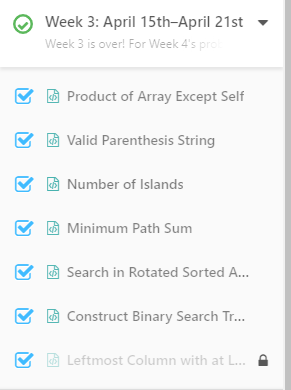 Week 3: April 15th–April 21st
Week 3 is over! For Week 4's pro
Product of Array Except Self
Valid Parenthesis String
Number of Islands
Minimum Path Sum
Search in Rotated Sorted A...
Construct Binary Search Tr...
Leftmost Column with at L...